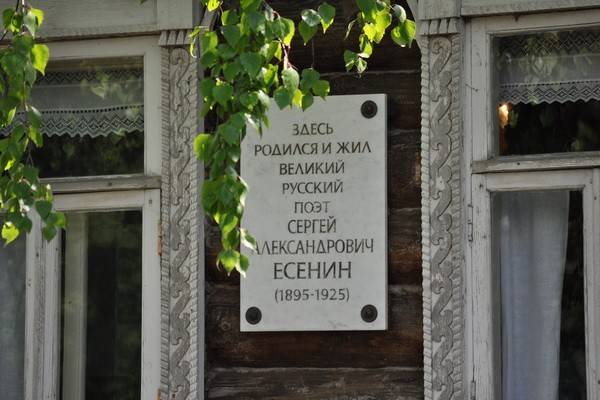 ЗДЕСЬ
РОДИЛСЯ И ЖИЛ
ВЕЛИКИЙ
РУССКИЙ
ПОЭТ
СЕРГЕЙ
АЛЕКСАНДРОВИЧ
ЕСЕНИН
(1895-1925)